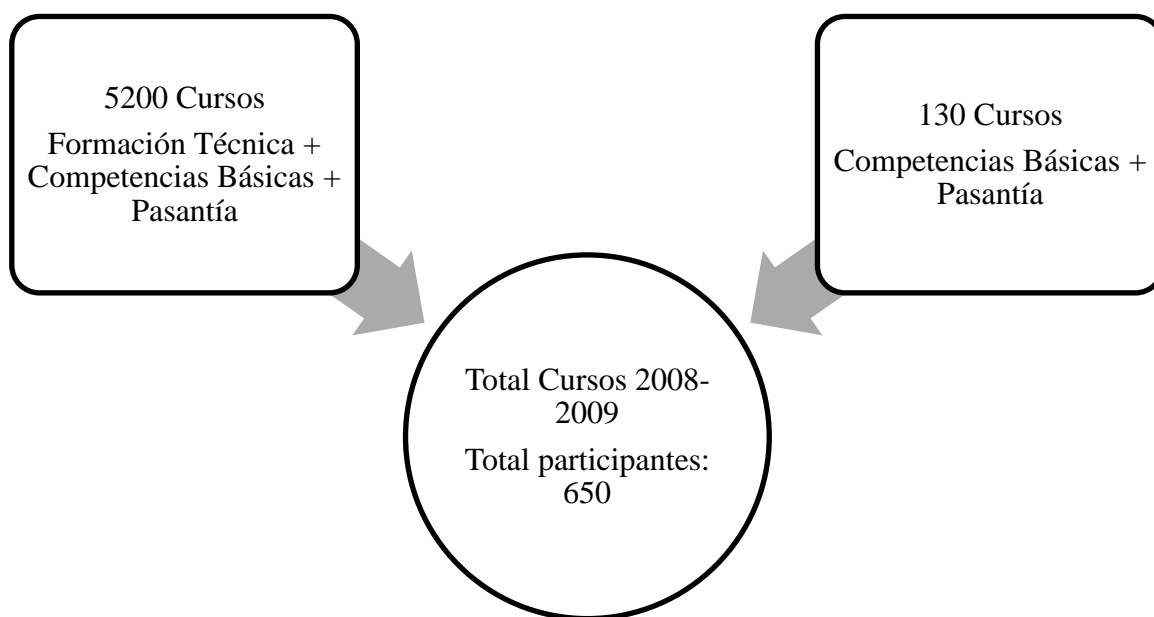 5200 Cursos
Formación Técnica +
Competencias Básicas +
Pasantía
130 Cursos
Competencias Básicas +
Pasantía
Total Cursos 2008-
2009
Total participantes:
650